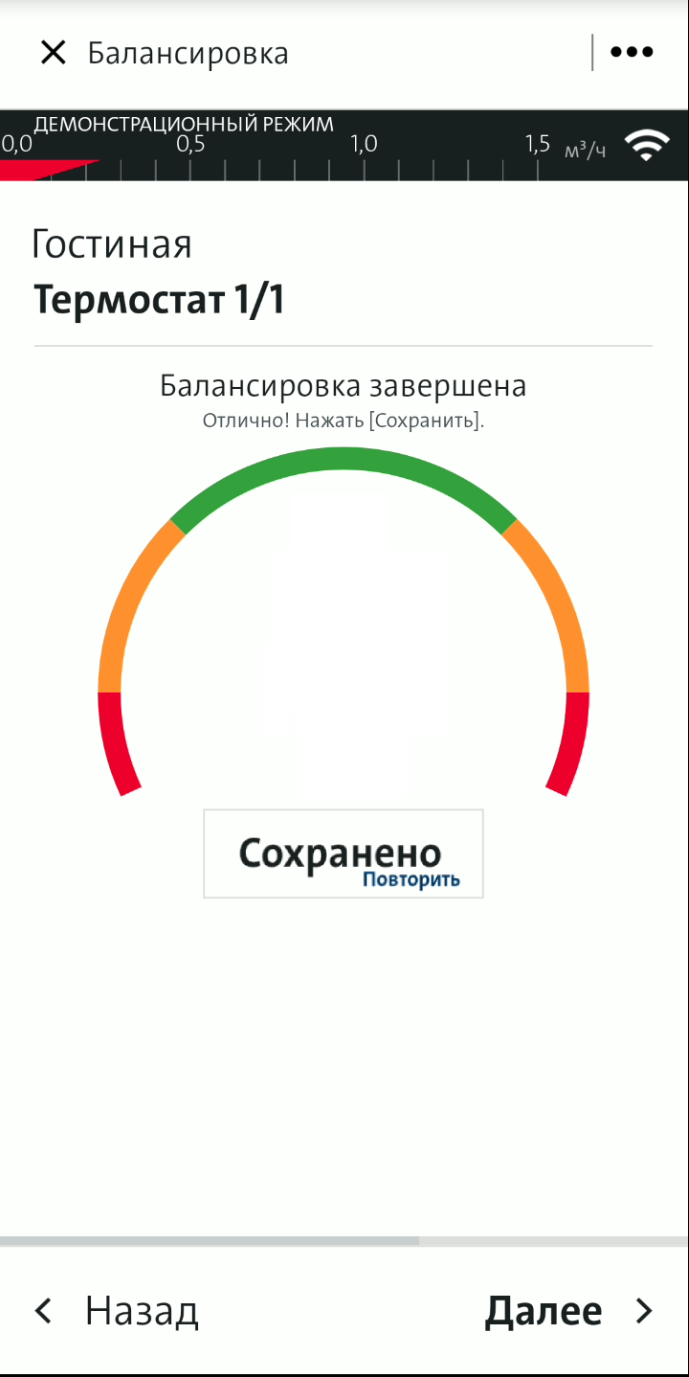 Балансировка
ДЕМОНСТРАЦИОННЫЙ РЕЖИМ
0,0 0,5 1,0 1,5 м³/ч
Гостиная
Термостат 1/1
Балансировка завершена
Отлично! Нажать [Сохранить].
Сохранено
Повторить
Назад Далее